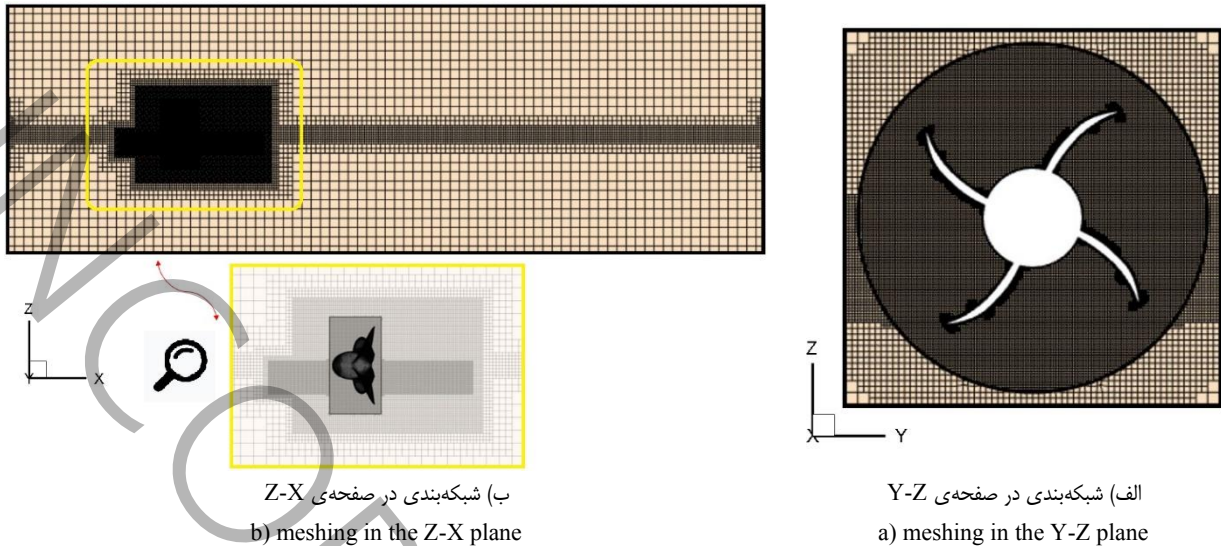 Z
Y
X
Z
X
Y
الف) شبکه‌بندی در صفحه‌ی Y-Z
a) meshing in the Y-Z plane
ب) شبکه‌بندی در صفحه‌ی Z-X
b) meshing in the Z-X plane